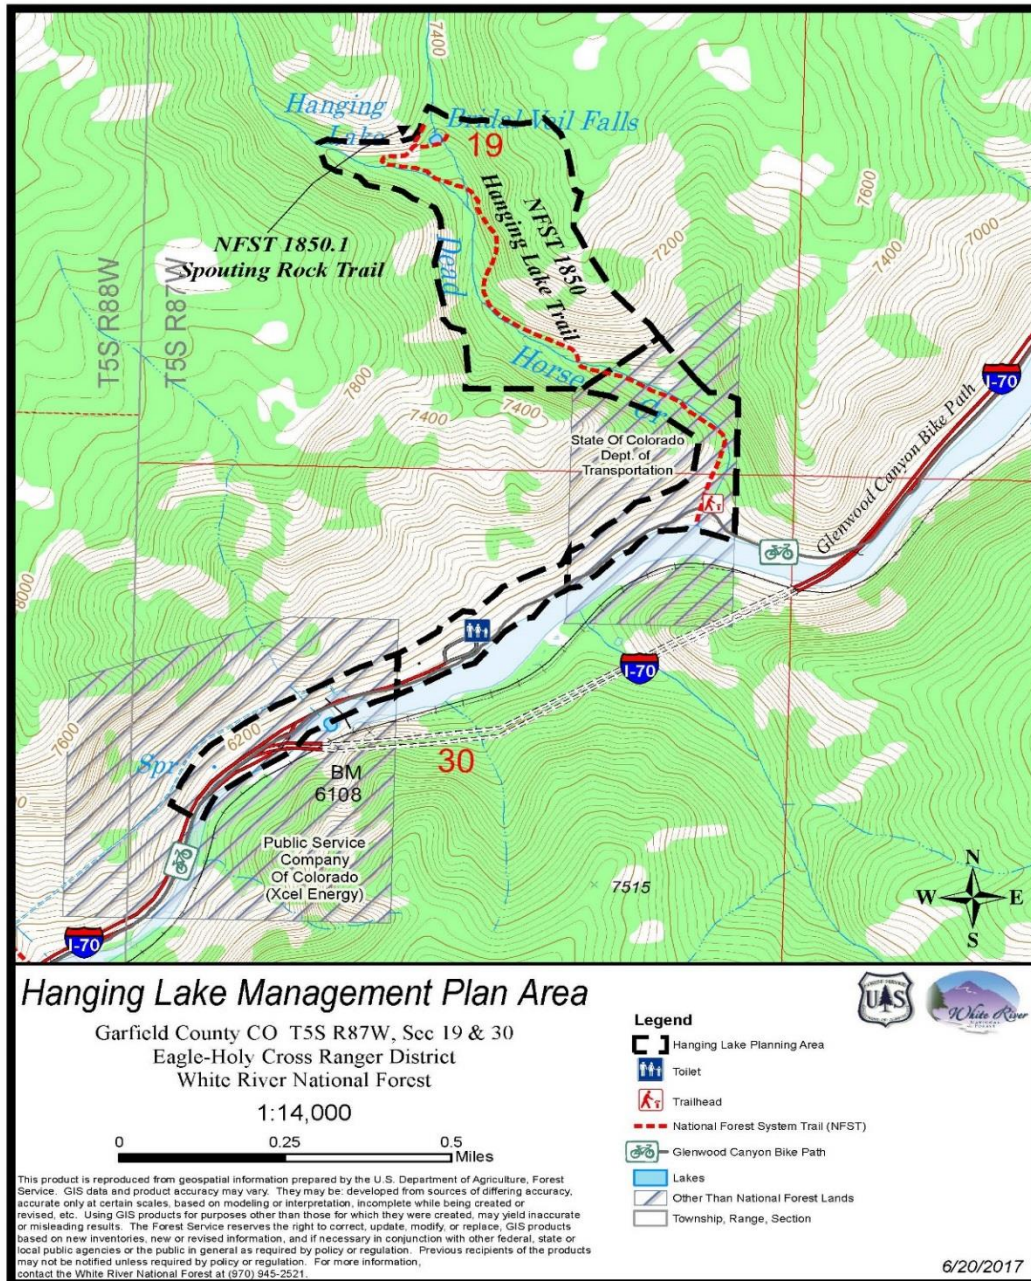 7400
Hanging
Lake
Bridal Veil Falls
19
7600
NFST 1850
Hanging Lake Trail
7200
7400
7000
NFST 1850.1
Spouting Rock Trail
Dead
T5S R88W
T5S R87W
Horse
Cr
7800
7400
7400
I-70
Glenwood Canyon Bike Path
State Of Colorado
Dept. of
Transportation
8000
I-70
7600
6200
Spr
30
BM
6108
Public Service
Company
Of Colorado
(Xcel Energy)
7515
N
W E
S
I-70
Hanging Lake Management Plan Area
Garfield County CO T5S R87W, Sec 19 & 30
Eagle-Holy Cross Ranger District
White River National Forest
1:14,000
0 0.25 0.5
Miles
This product is reproduced from geospatial information prepared by the U.S. Department of Agriculture, Forest
Service. GIS data and product accuracy may vary. They may be: developed from sources of differing accuracy,
accurate only at certain scales, based on modeling or interpretation, incomplete while being created or
revised, etc. Using GIS products for purposes other than those for which they were created, may yield inaccurate
or misleading results. The Forest Service reserves the right to correct, update, modify, or replace, GIS products
based on new inventories, new or revised information, and if necessary in conjunction with other federal, state or
local public agencies or the public in general as required by policy or regulation. Previous recipients of the products
may not be notified unless required by policy or regulation. For more information,
contact the White River National Forest at (970) 945-2521.
U S
White River
Legend
Hanging Lake Planning Area
Toilet
Trailhead
National Forest System Trail (NFST)
Glenwood Canyon Bike Path
Lakes
Other Than National Forest Lands
Township, Range, Section
6/20/2017